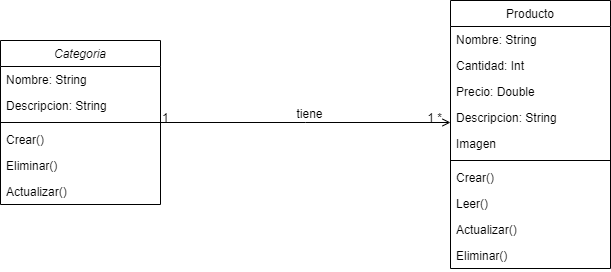 Categoria
Nombre: String
Descripcion: String
Crear()
Eliminar()
Actualizar()
1
tiene
1 *
Producto
Nombre: String
Cantidad: Int
Precio: Double
Descripcion: String
Imagen
Crear()
Leer()
Actualizar()
Eliminar()